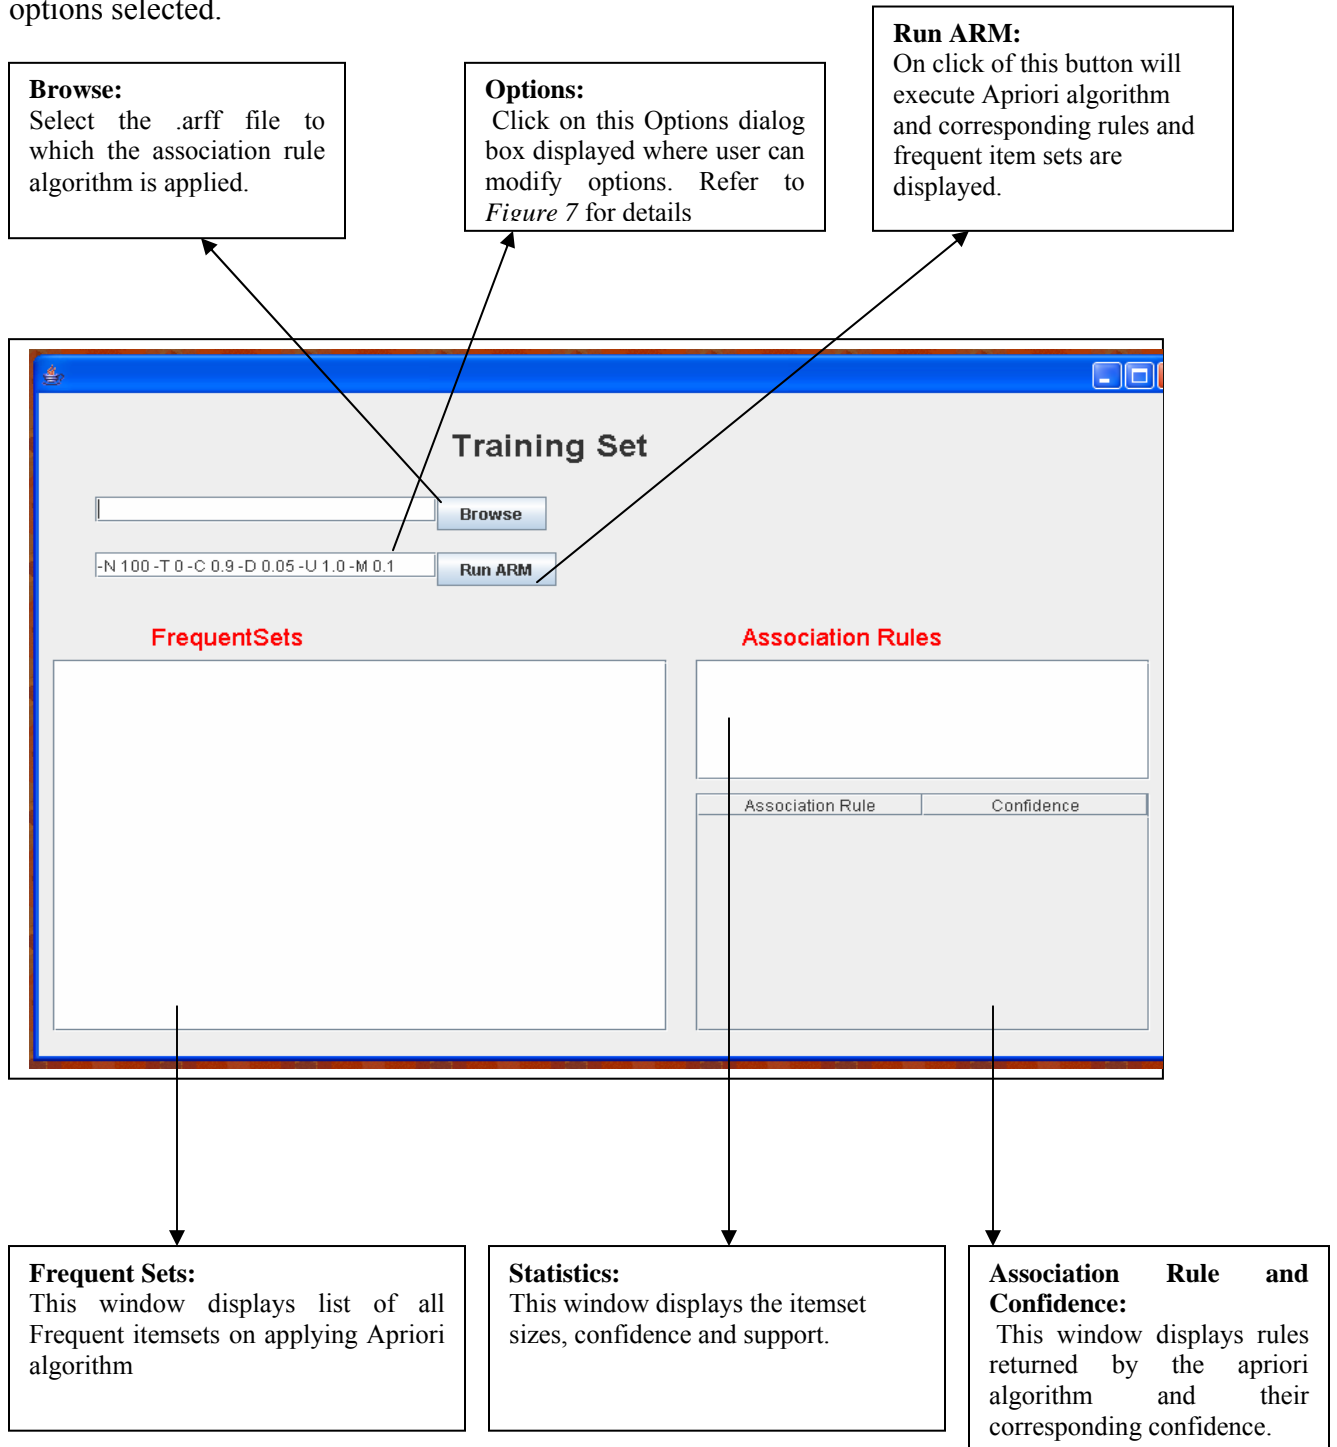 options selected.
Browse:
Select the .arff file to
which the association rule
algorithm is applied.
Options:
Click on this Options dialog
box displayed where user can
modify options. Refer to
Figure 7 for details
Run ARM:
On click of this button will
execute Apriori algorithm
and corresponding rules and
frequent item sets are
displayed.
Training Set
Browse
-N 100 -T 0 -C 0.9 -D 0.05 -U 1.0 -M 0.1
Run ARM
FrequentSets
Association Rules
Association Rule
Confidence
Frequent Sets:
This window displays list of all
Frequent itemsets on applying Apriori
algorithm
Statistics:
This window displays the itemset
sizes, confidence and support.
Association Rule and
Confidence:
This window displays rules
returned by the apriori
algorithm and their
corresponding confidence.